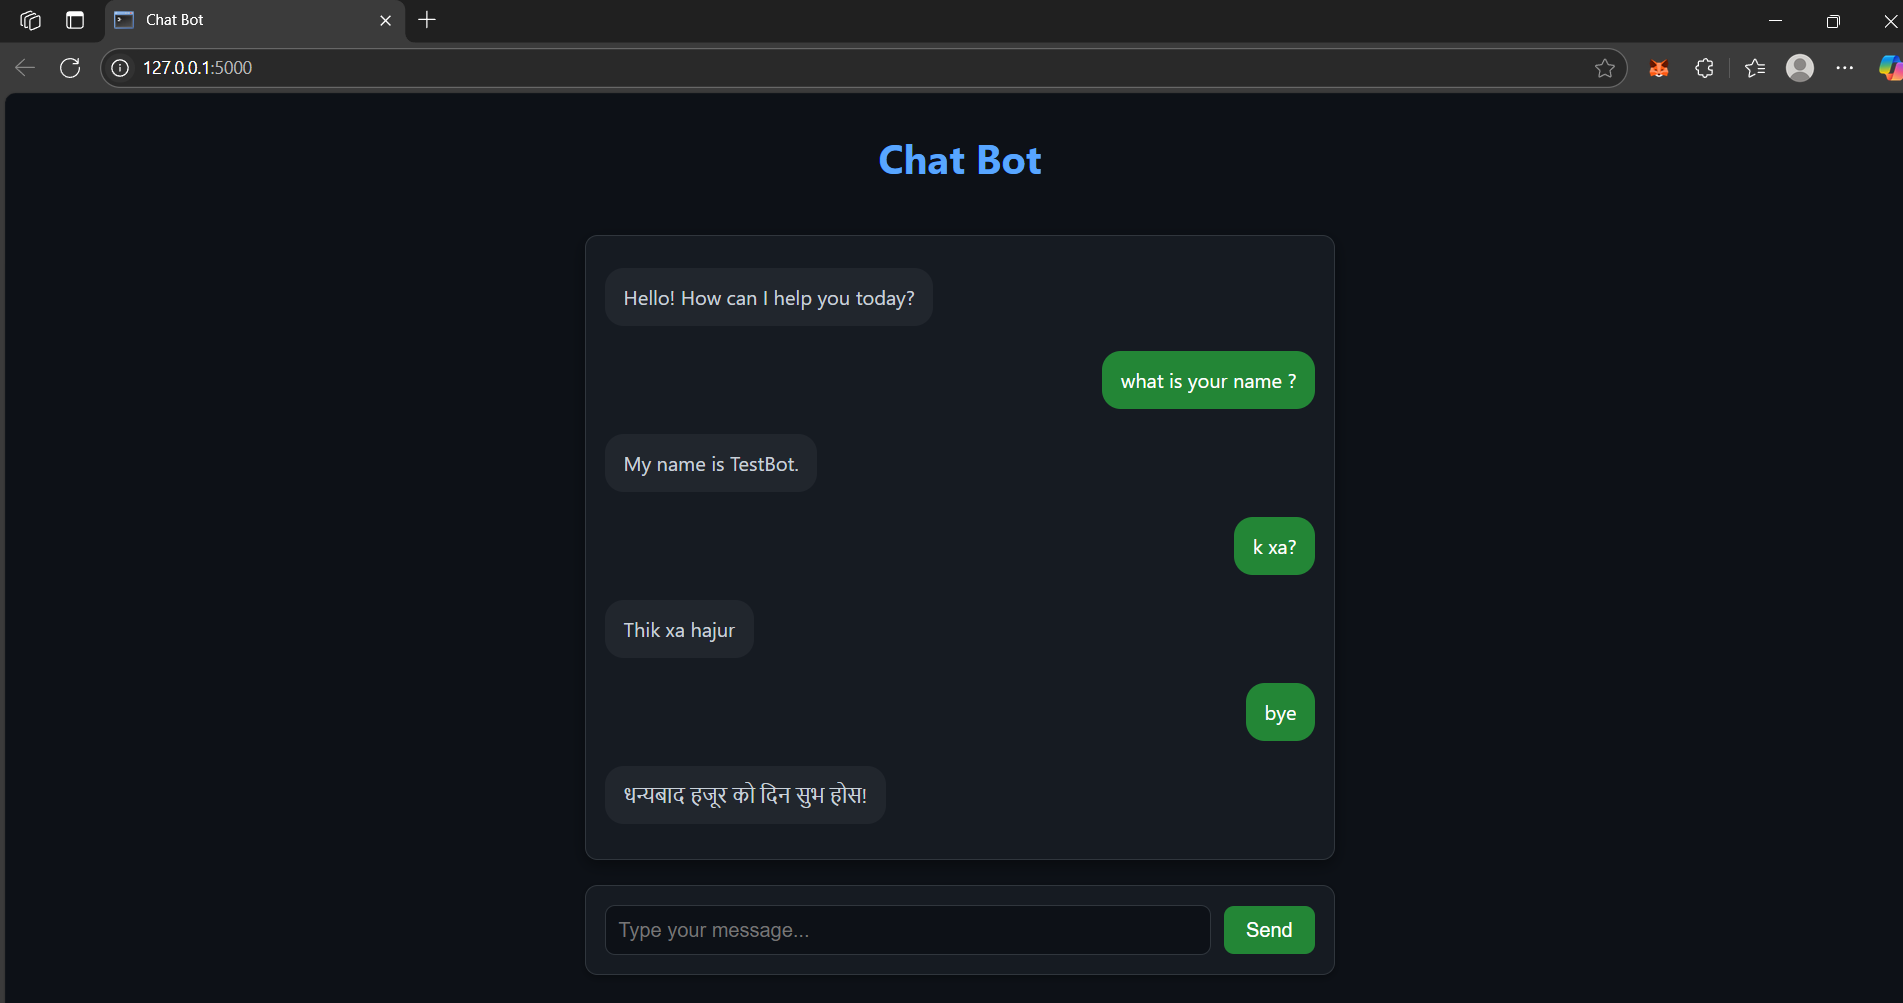 Chat Bot
127.0.0.1:5000
Chat Bot
Hello! How can I help you today?
what is your name ?
My name is TestBot.
k xa?
Thik xa hajur
bye
धन्यबाद हजूर को दिन सुभ होस!
Type your message...
Send